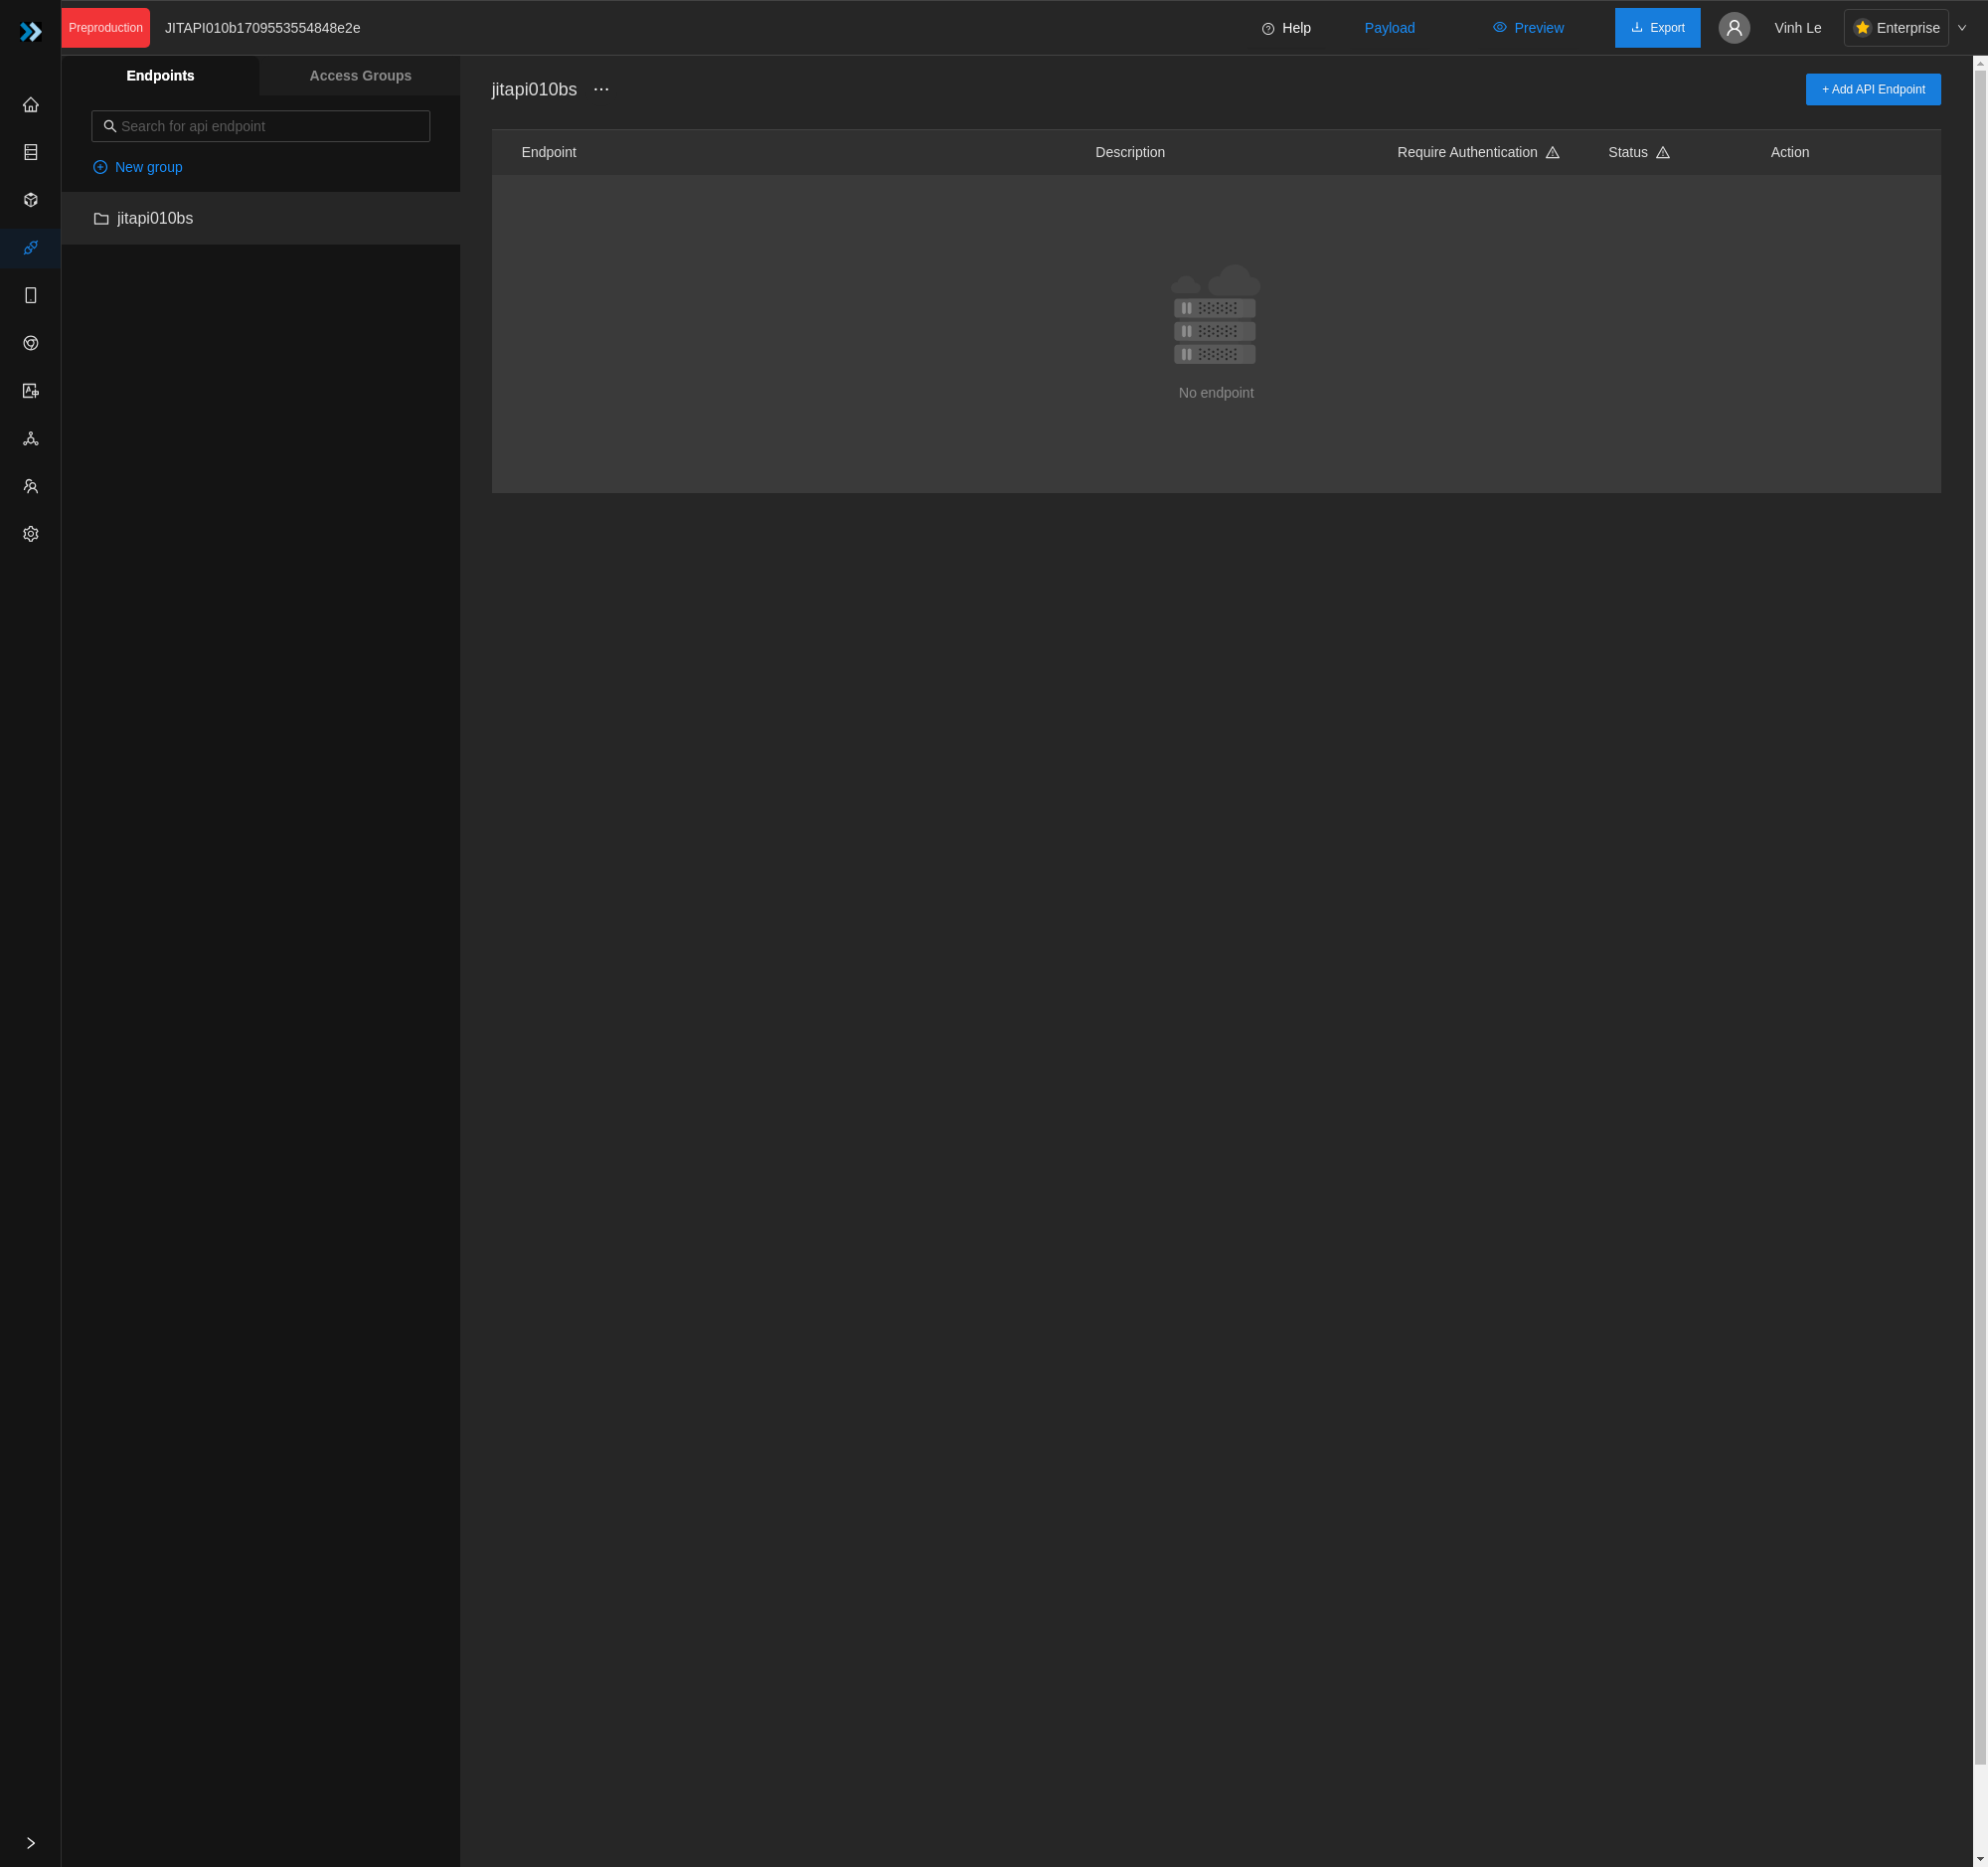 Preproduction JITAPI010b1709553554848e2e Help Payload Preview Export Vinh Le Enterprise
Endpoints Access Groups
Search for api endpoint
New group
jitapi010bs
jitapi010bs ··· + Add API Endpoint
Endpoint Description Require Authentication Status Action
No endpoint